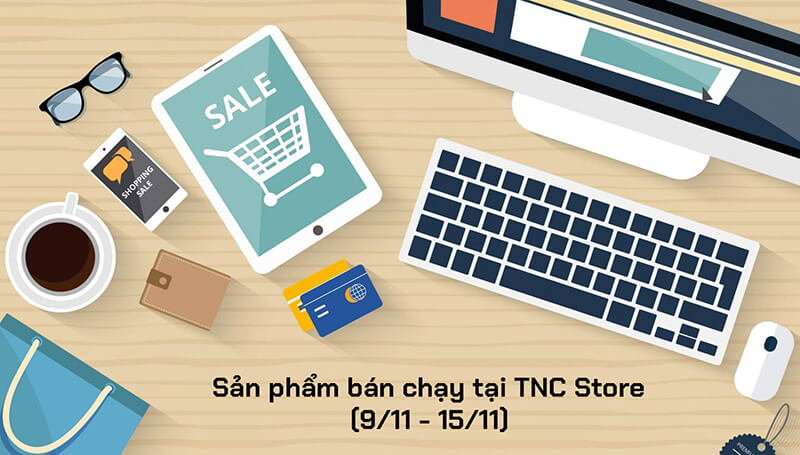 SALE
SHOPPING
SALE
Sản phẩm bán chạy tại TNC Store
(9/11 - 15/11)